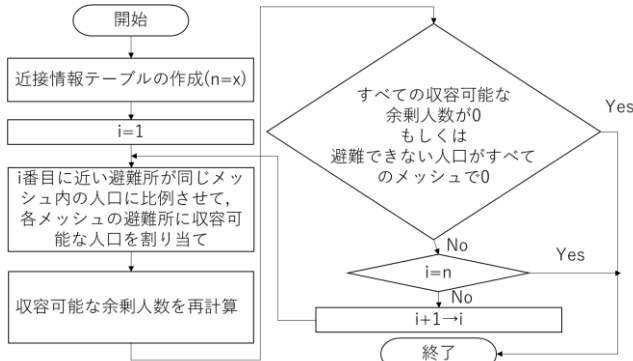 開始
近接情報テーブルの作成(n=x)
i=1
i番目に近い避難所が同じメッ
シュ内の人口に比例させて,
各メッシュの避難所に収容可
能な人口を割り当て
収容可能な余剰人数を再計算
すべての収容可能な
余剰人数が0
もしくは
避難できない人口がすべて
のメッシュで0
Yes
No
i=n
Yes
No
i+1→i
終了